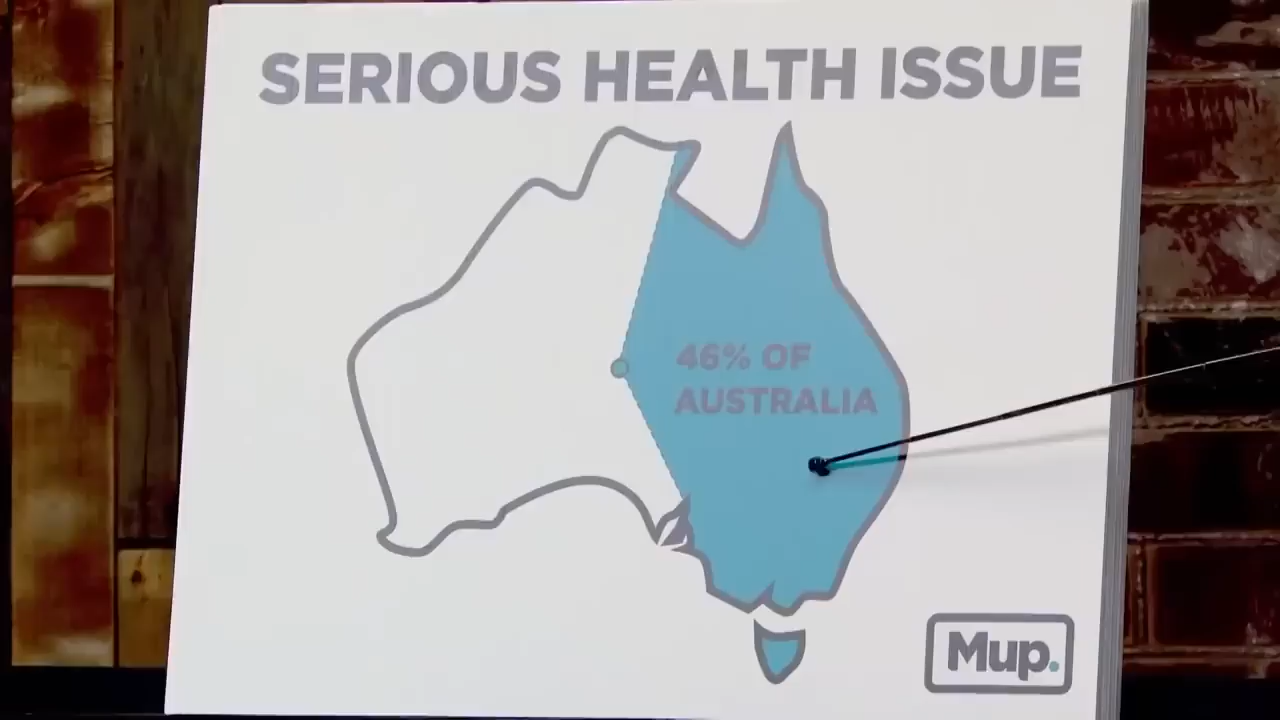 SERIOUS HEALTH ISSUE
46% OF
AUSTRALIA
Mup.